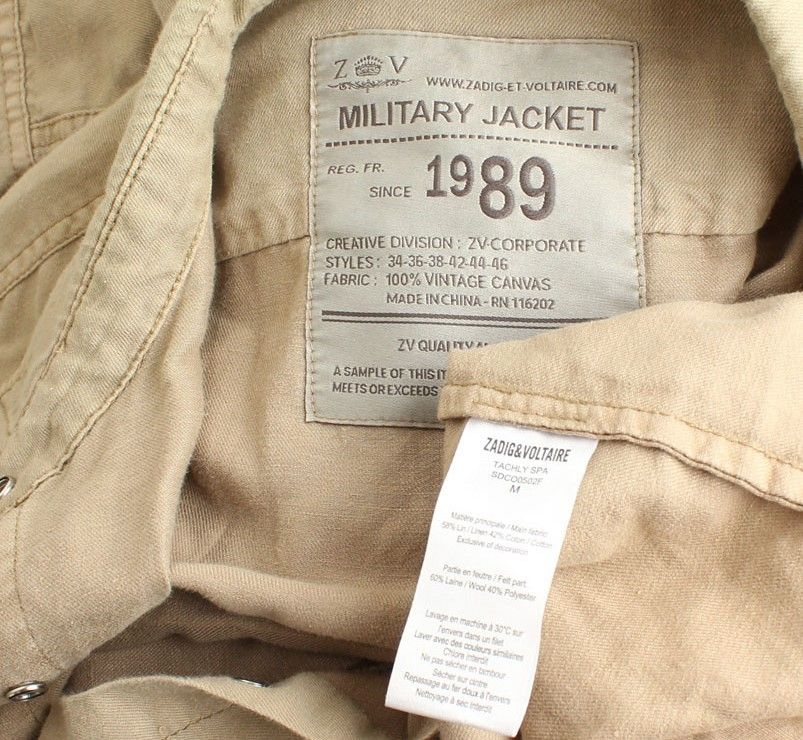 Z V
WWW.ZADIG-ET-VOLTAIRE.COM
MILITARY JACKET
REG. FR.
SINCE 1989
CREATIVE DIVISION : ZV-CORPORATE
STYLES : 34-36-38-42-44-46
FABRIC : 100% VINTAGE CANVAS
MADE IN CHINA - RN 116202
ZV QUALITY
A SAMPLE OF THIS
MEETS OR EXCEEDS
ZADIG&VOLTAIRE
TACHLY SPA
SDCO0502F
M
Matière principale / Main fabric
58% Lin / Linen 42% Coton / Cotton
Exclusive of decoration
Partie en feutre / Felt part
60% Laine / Wool 40% Polyester
Lavage en machine à 30°C sur
l'envers dans un filet
Laver avec des couleurs similaires
Chlore interdit
Ne pas sécher en tambour
Sécher sur cintre
Repassage au fer doux à l'envers
Nettoyage à sec interdit